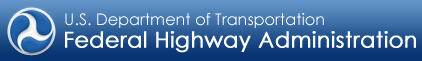 U.S. Department of Transportation
Federal Highway Administration